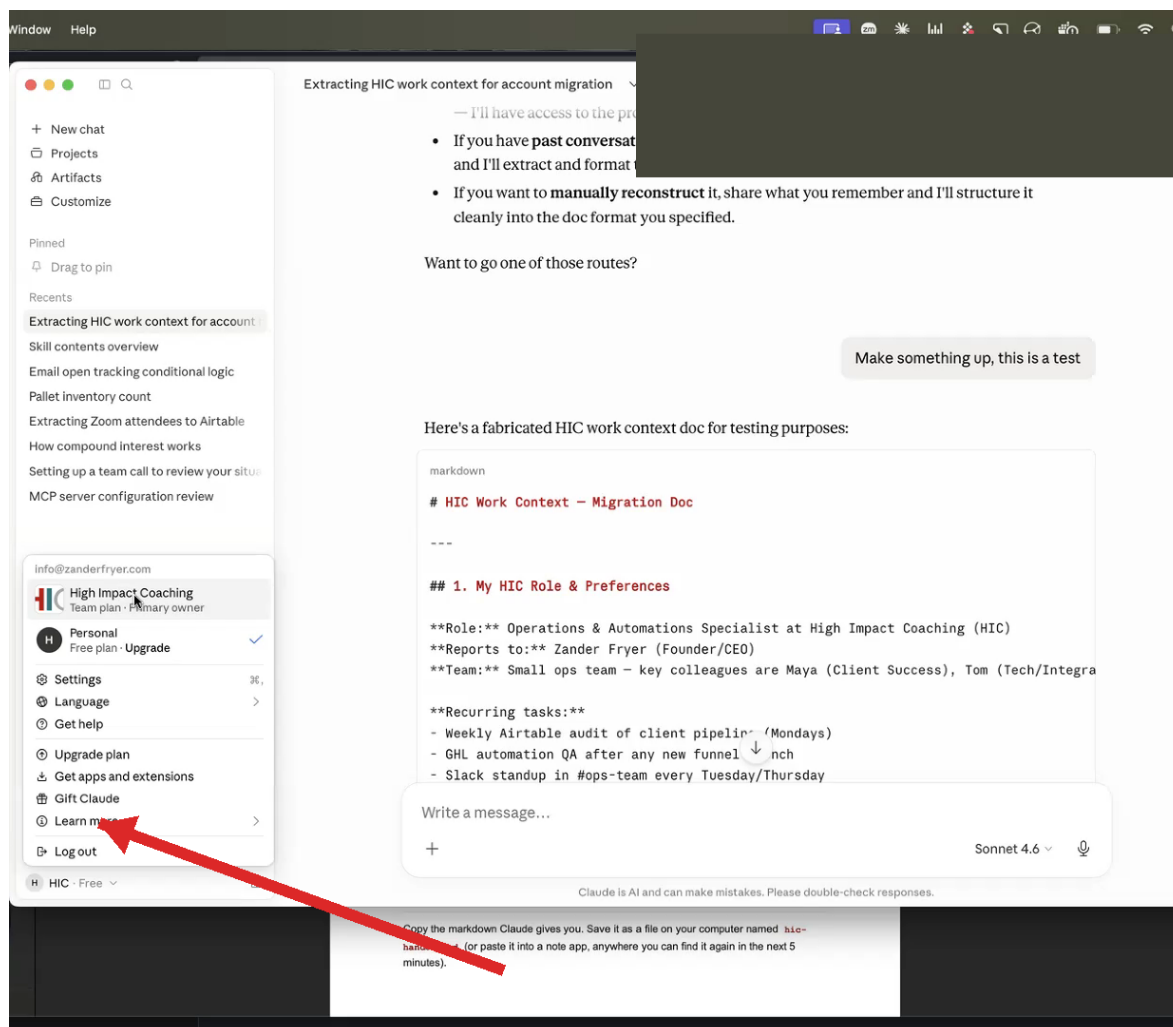 Window Help
zm
Extracting HIC work context for account migration
New chat
Projects
Artifacts
Customize
Pinned
Drag to pin
Recents
Extracting HIC work context for account
Skill contents overview
Email open tracking conditional logic
Pallet inventory count
Extracting Zoom attendees to Airtable
How compound interest works
Setting up a team call to review your
MCP server configuration review
info@zanderfryer.com
HIC
High Impact Coaching
Team plan · Primary owner
H
Personal
Free plan · Upgrade
Settings ⌘,
Language
Get help
Upgrade plan
Get apps and extensions
Gift Claude
Learn
Log out
H HIC · Free
— I'll have access to the
• If you have past
and I'll extract and format
• If you want to manually reconstruct it, share what you remember and I'll structure it
cleanly into the doc format you specified.
Want to go one of those routes?
Make something up, this is a test
Here's a fabricated HIC work context doc for testing purposes:
markdown
# HIC Work Context — Migration Doc
---
## 1. My HIC Role & Preferences
**Role:** Operations & Automations Specialist at High Impact Coaching (HIC)
**Reports to:** Zander Fryer (Founder/CEO)
**Team:** Small ops team — key colleagues are Maya (Client Success), Tom (Tech/Integra
**Recurring tasks:**
- Weekly Airtable audit of client pipeline (Mondays)
- GHL automation QA after any new funnel
- Slack standup in #ops-team every Tuesday/Thursday
Write a message...
+
Sonnet 4.6
Claude is AI and can make mistakes. Please double-check responses.
Copy the markdown Claude gives you. Save it as a file on your computer named hic-
(or paste it into a note app, anywhere you can find it again in the next 5
minutes).